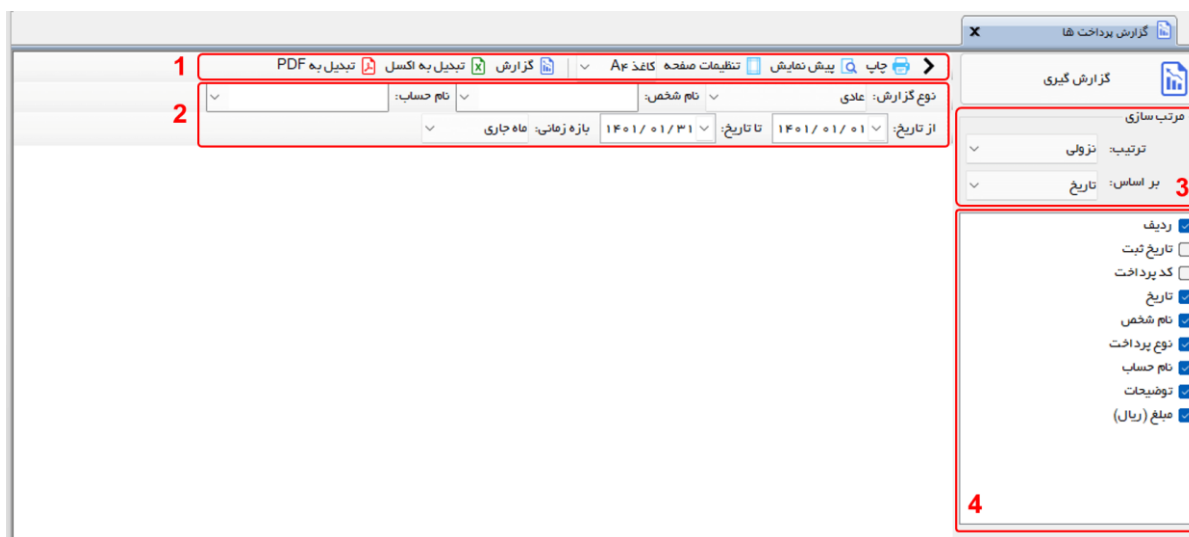 گزارش پرداخت ها x
گزارش گیری
چاپ پیش نمایش تنظیمات صفحه کاغذ A۴ گزارش تبدیل به اکسل تبدیل به PDF 1
نوع گزارش: عادی نام شخص: نام حساب:
از تاریخ: ۱۴۰۱/۰۱/۰۱ تا تاریخ: ۱۴۰۱/۰۱/۳۱ بازه زمانی: ماه جاری
2
مرتب سازی
ترتیب: نزولی
بر اساس: تاریخ
3
ردیف
تاریخ ثبت
کد پرداخت
تاریخ
نام شخص
نوع پرداخت
نام حساب
توضیحات
مبلغ (ریال)
4